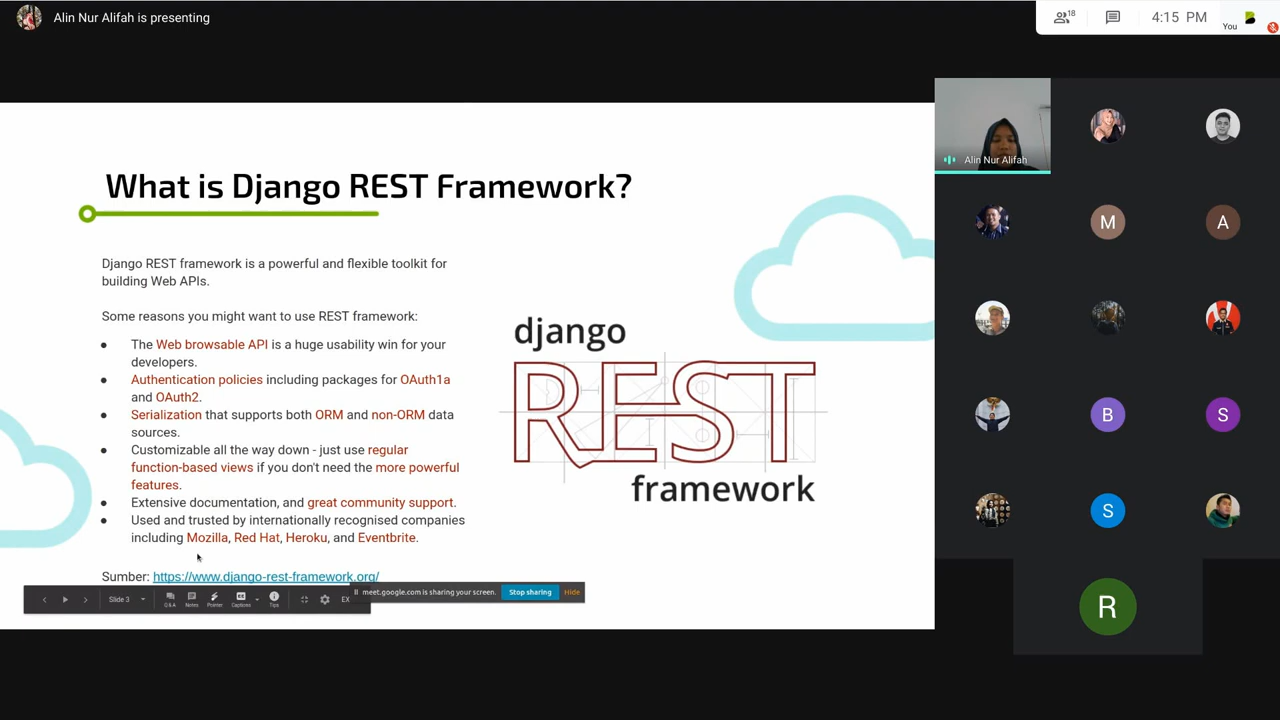 Alin Nur Alifah is presenting
18
4:15 PM
You
What is Django REST Framework?
Django REST framework is a powerful and flexible toolkit for
building Web APIs.
Some reasons you might want to use REST framework:
● The Web browsable API is a huge usability win for your
developers.
● Authentication policies including packages for OAuth1a
and OAuth2.
● Serialization that supports both ORM and non-ORM data
sources.
● Customizable all the way down - just use regular
function-based views if you don't need the more powerful
features.
● Extensive documentation, and great community support.
● Used and trusted by internationally recognised companies
including Mozilla, Red Hat, Heroku, and Eventbrite.
Sumber: https://www.django-rest-framework.org/
django
REST
framework
Slide 3
Q&A
Notes
Pointer
Captions
Tips
EX
meet.google.com is sharing your screen.
Stop sharing
Hide
Alin Nur Alifah
M
A
B
S
S
R